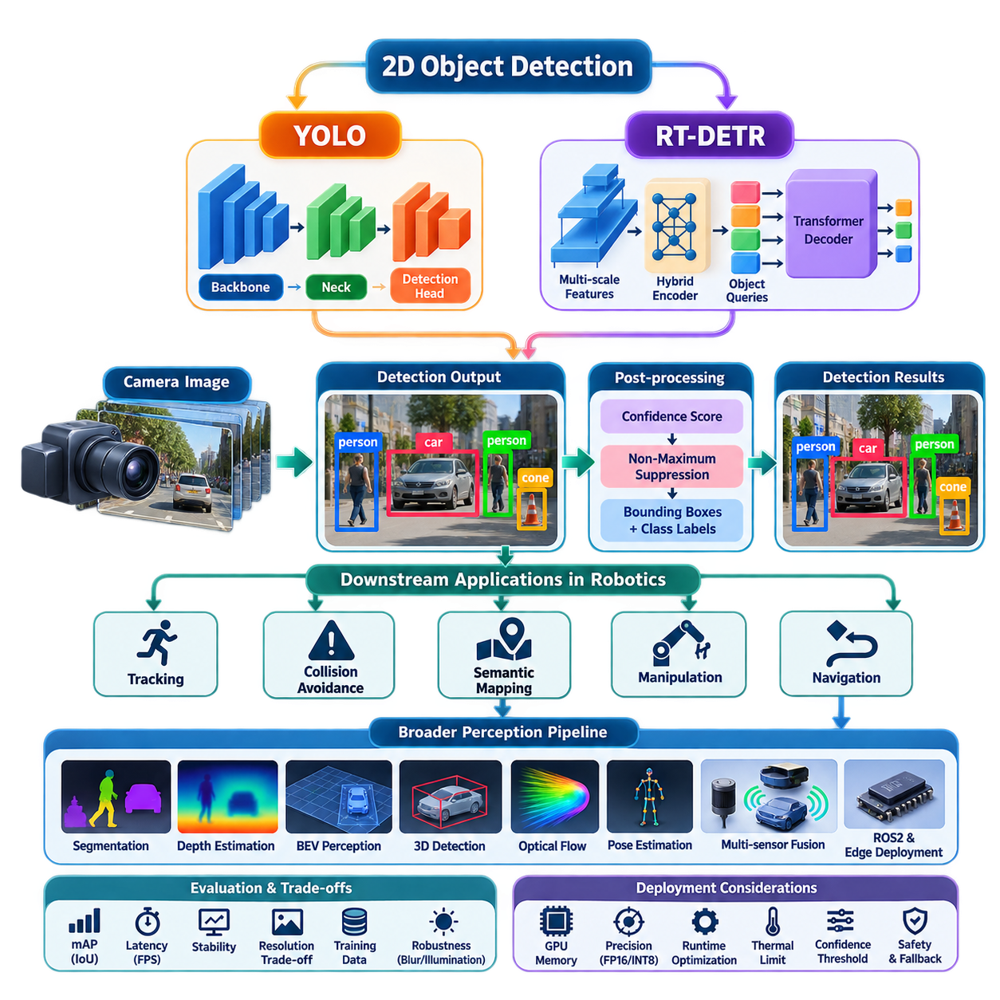 2D Object Detection
YOLO
RT-DETR
Backbone
Neck
Detection
Head
Multi-scale
Features
Hybrid
Encoder
Object
Queries
Transformer
Decoder
Camera Image
Detection Output
person
car
person
cone
Post-processing
Confidence Score
Non-Maximum
Suppression
Bounding Boxes
+ Class Labels
Detection Results
person
car
person
cone
Downstream Applications in Robotics
Tracking
Collision
Avoidance
Semantic
Mapping
Manipulation
Navigation
Broader Perception Pipeline
Segmentation
Depth Estimation
BEV Perception
3D Detection
Optical Flow
Pose Estimation
Multi-sensor Fusion
ROS2 &
Edge Deployment
Evaluation & Trade-offs
mAP
(IoU)
Latency
(FPS)
Stability
Resolution
Trade-off
Training
Data
Robustness
(Blur/Illumination)
Deployment Considerations
GPU
Memory
Precision
(FP16/INT8)
Runtime
Optimization
Thermal
Limit
Confidence
Threshold
Safety
& Fallback